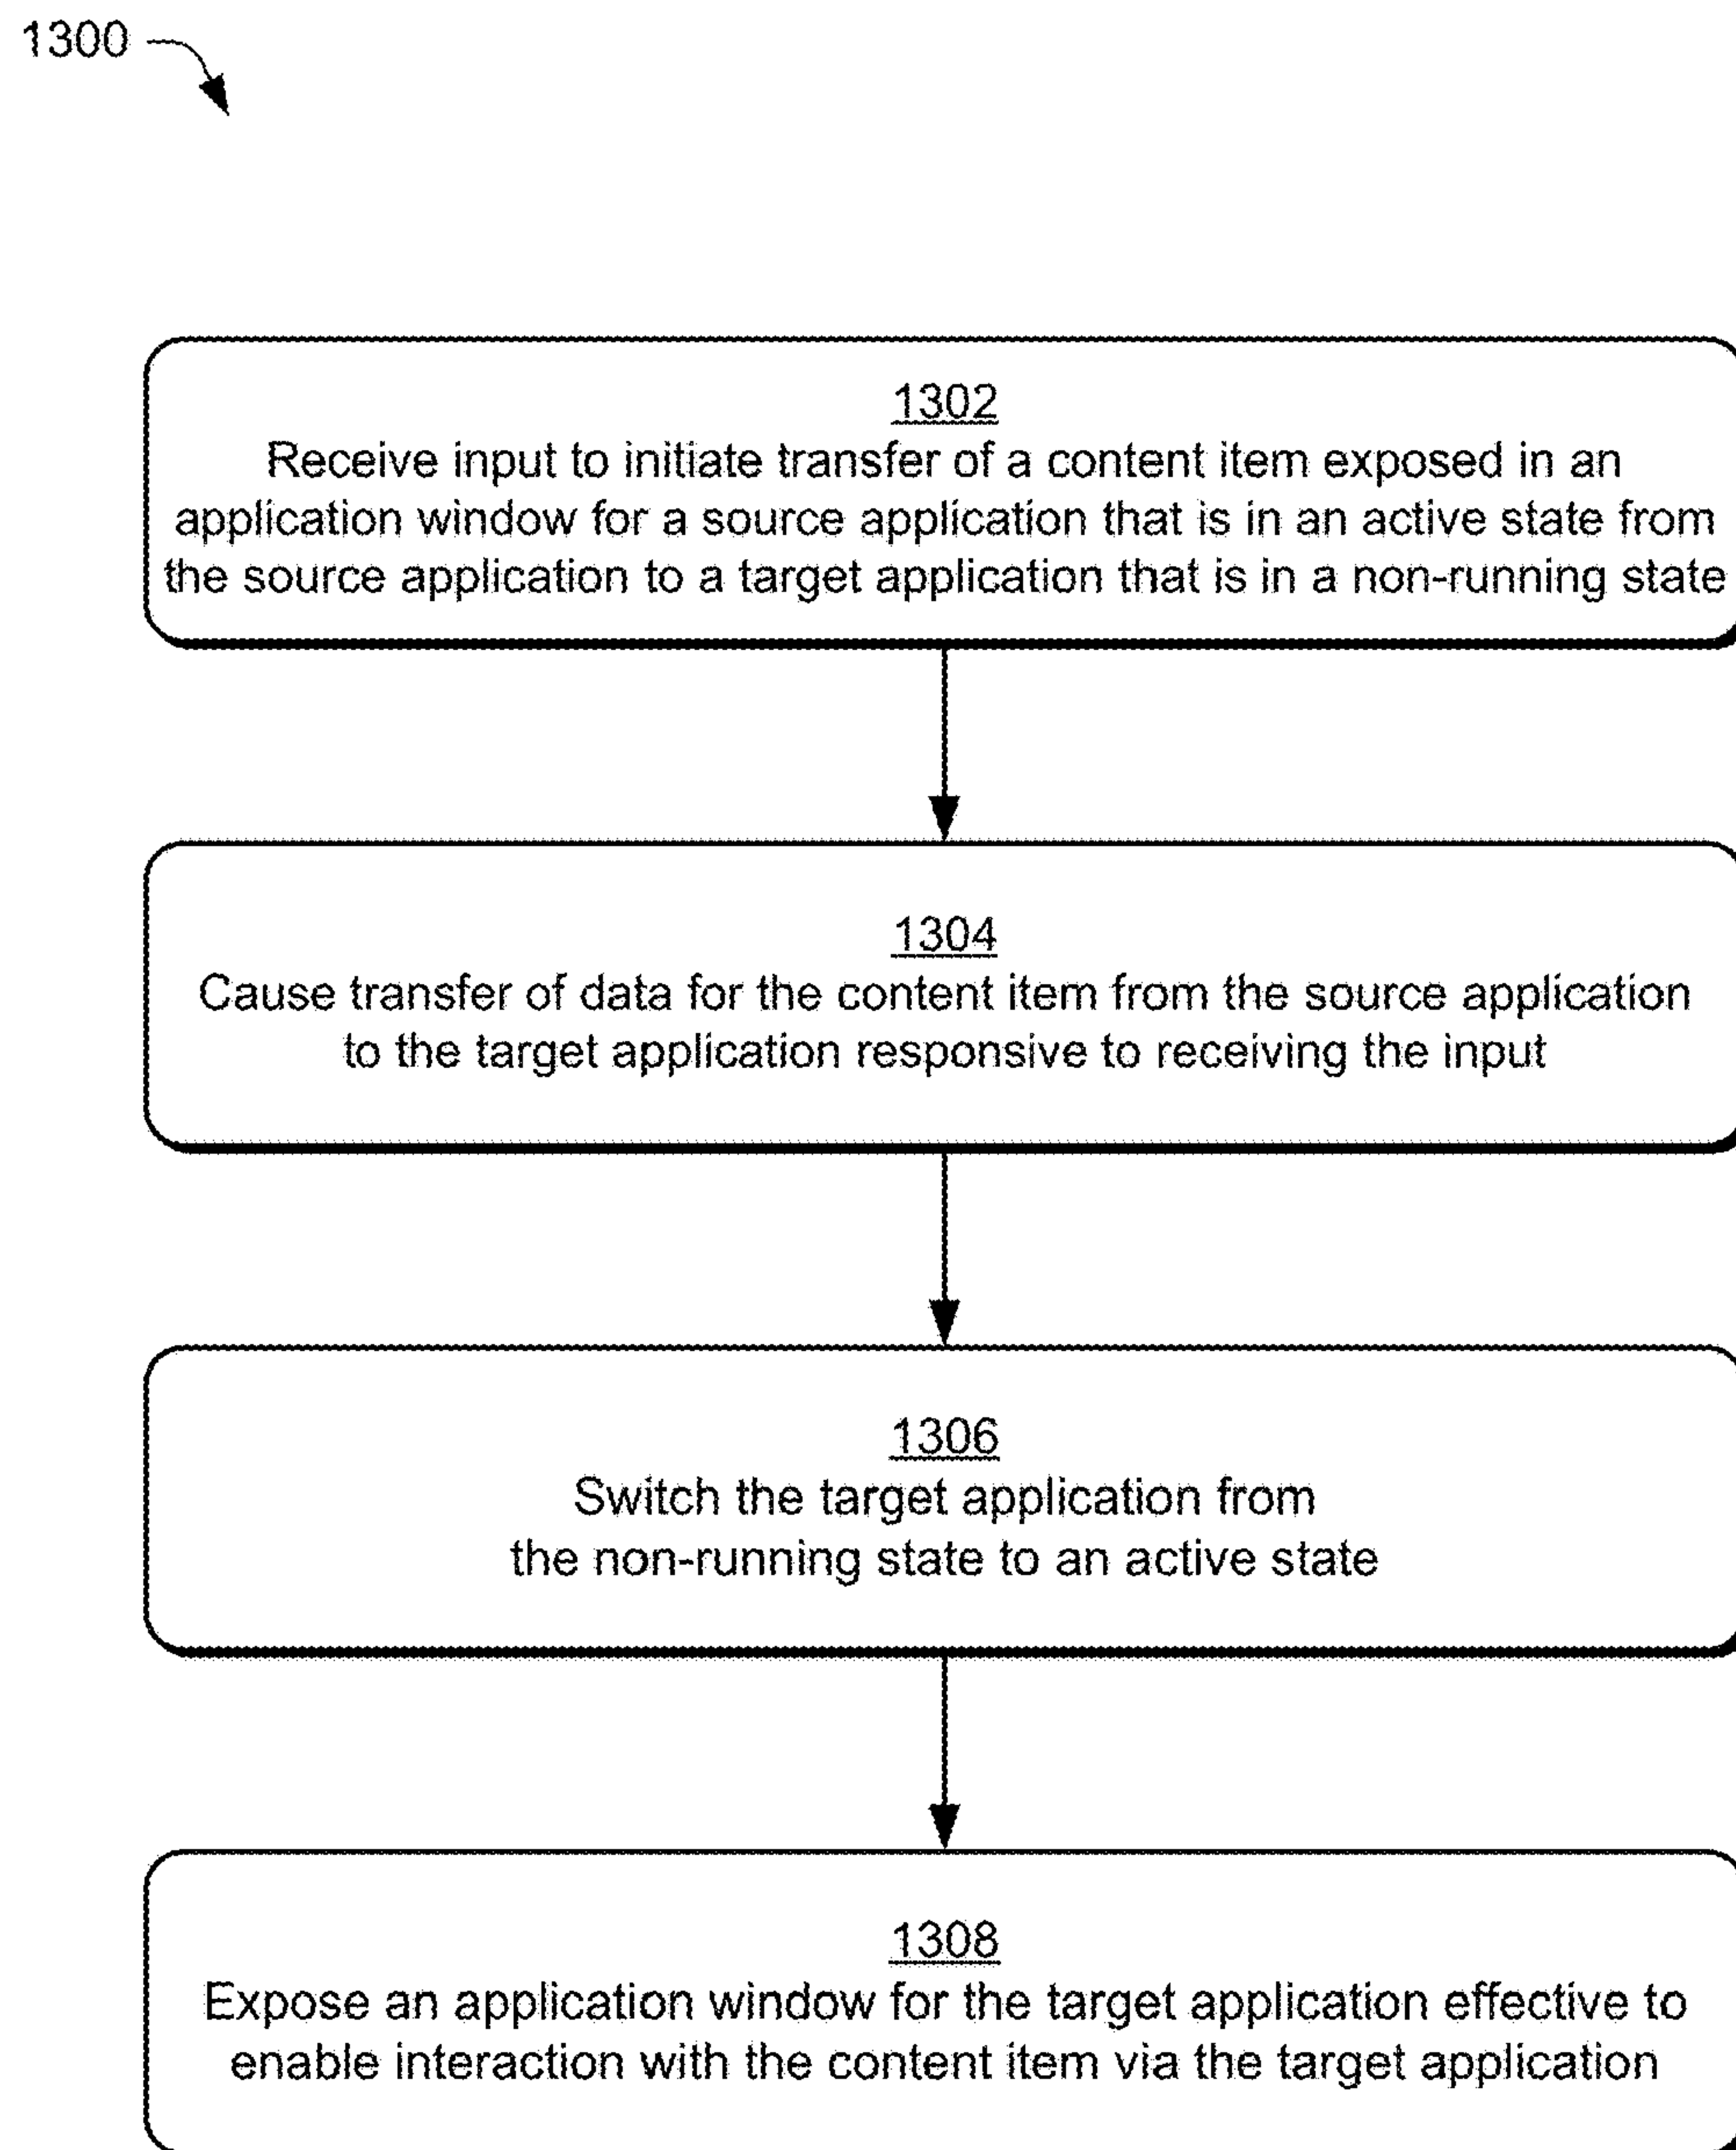 1300
1302
Receive input to initiate transfer of a content item exposed in an
application window for a source application that is in an active state from
the source application to a target application that is in a non-running state
1304
Cause transfer of data for the content item from the source application
to the target application responsive to receiving the input
1306
Switch the target application from
the non-running state to an active state
1308
Expose an application window for the target application effective to
enable interaction with the content item via the target application